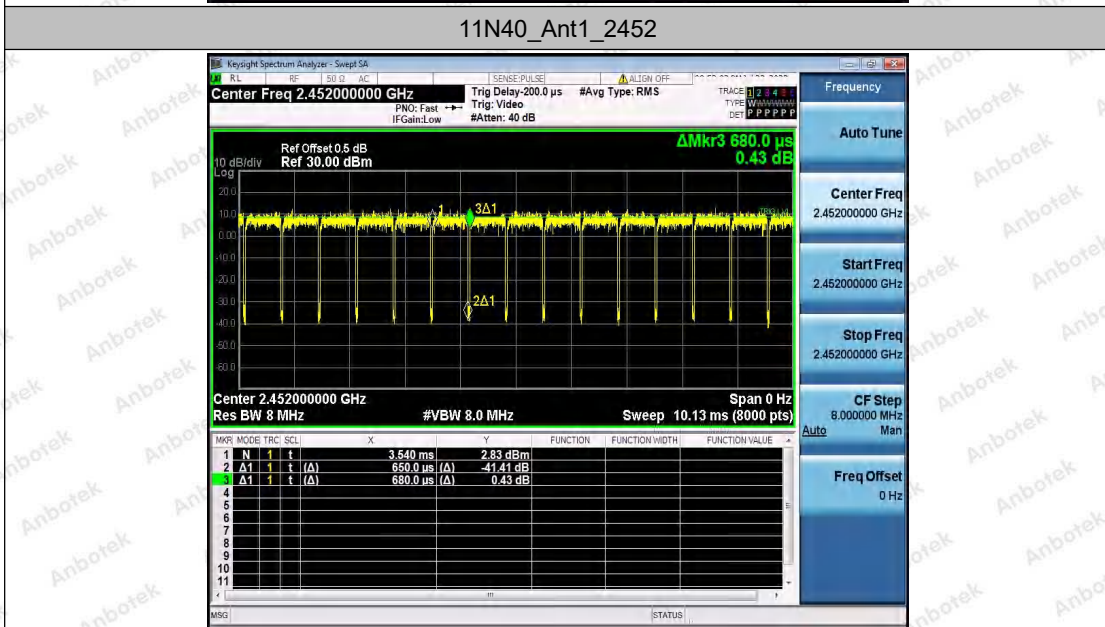 11N40_Ant1_2452
Keysight Spectrum Analyzer - Swept SA
RL RF 50 Ω AC SENSE:PULSE ALIGN OFF
Center Freq 2.452000000 GHz
PNO: Fast
IFGain:Low
Trig Delay-200.0 µs
Trig: Video
#Atten: 40 dB
#Avg Type: RMS
TRACE 1 2 3 4 5 6
TYPE
DET P P P P P P
ΔMkr3 680.0 µs
0.43 dB
Ref Offset 0.5 dB
10 dB/div Ref 30.00 dBm
Log
20.0
10.0
0.00
-10.0
-20.0
-30.0
-40.0
-50.0
-60.0
1
3Δ1
2Δ1
Center 2.452000000 GHz Span 0 Hz
Res BW 8 MHz #VBW 8.0 MHz Sweep 10.13 ms (8000 pts)
MKR MODE TRC SCL X Y FUNCTION FUNCTION WIDTH FUNCTION VALUE
1 N 1 t 3.540 ms 2.83 dBm
2 Δ1 1 t (Δ) 650.0 µs (Δ) -41.41 dB
3 Δ1 1 t (Δ) 680.0 µs (Δ) 0.43 dB
4
5
6
7
8
9
10
11
MSG STATUS
Frequency
Auto Tune
Center Freq
2.452000000 GHz
Start Freq
2.452000000 GHz
Stop Freq
2.452000000 GHz
CF Step
8.000000 MHz
Auto Man
Freq Offset
0 Hz
Anbotek